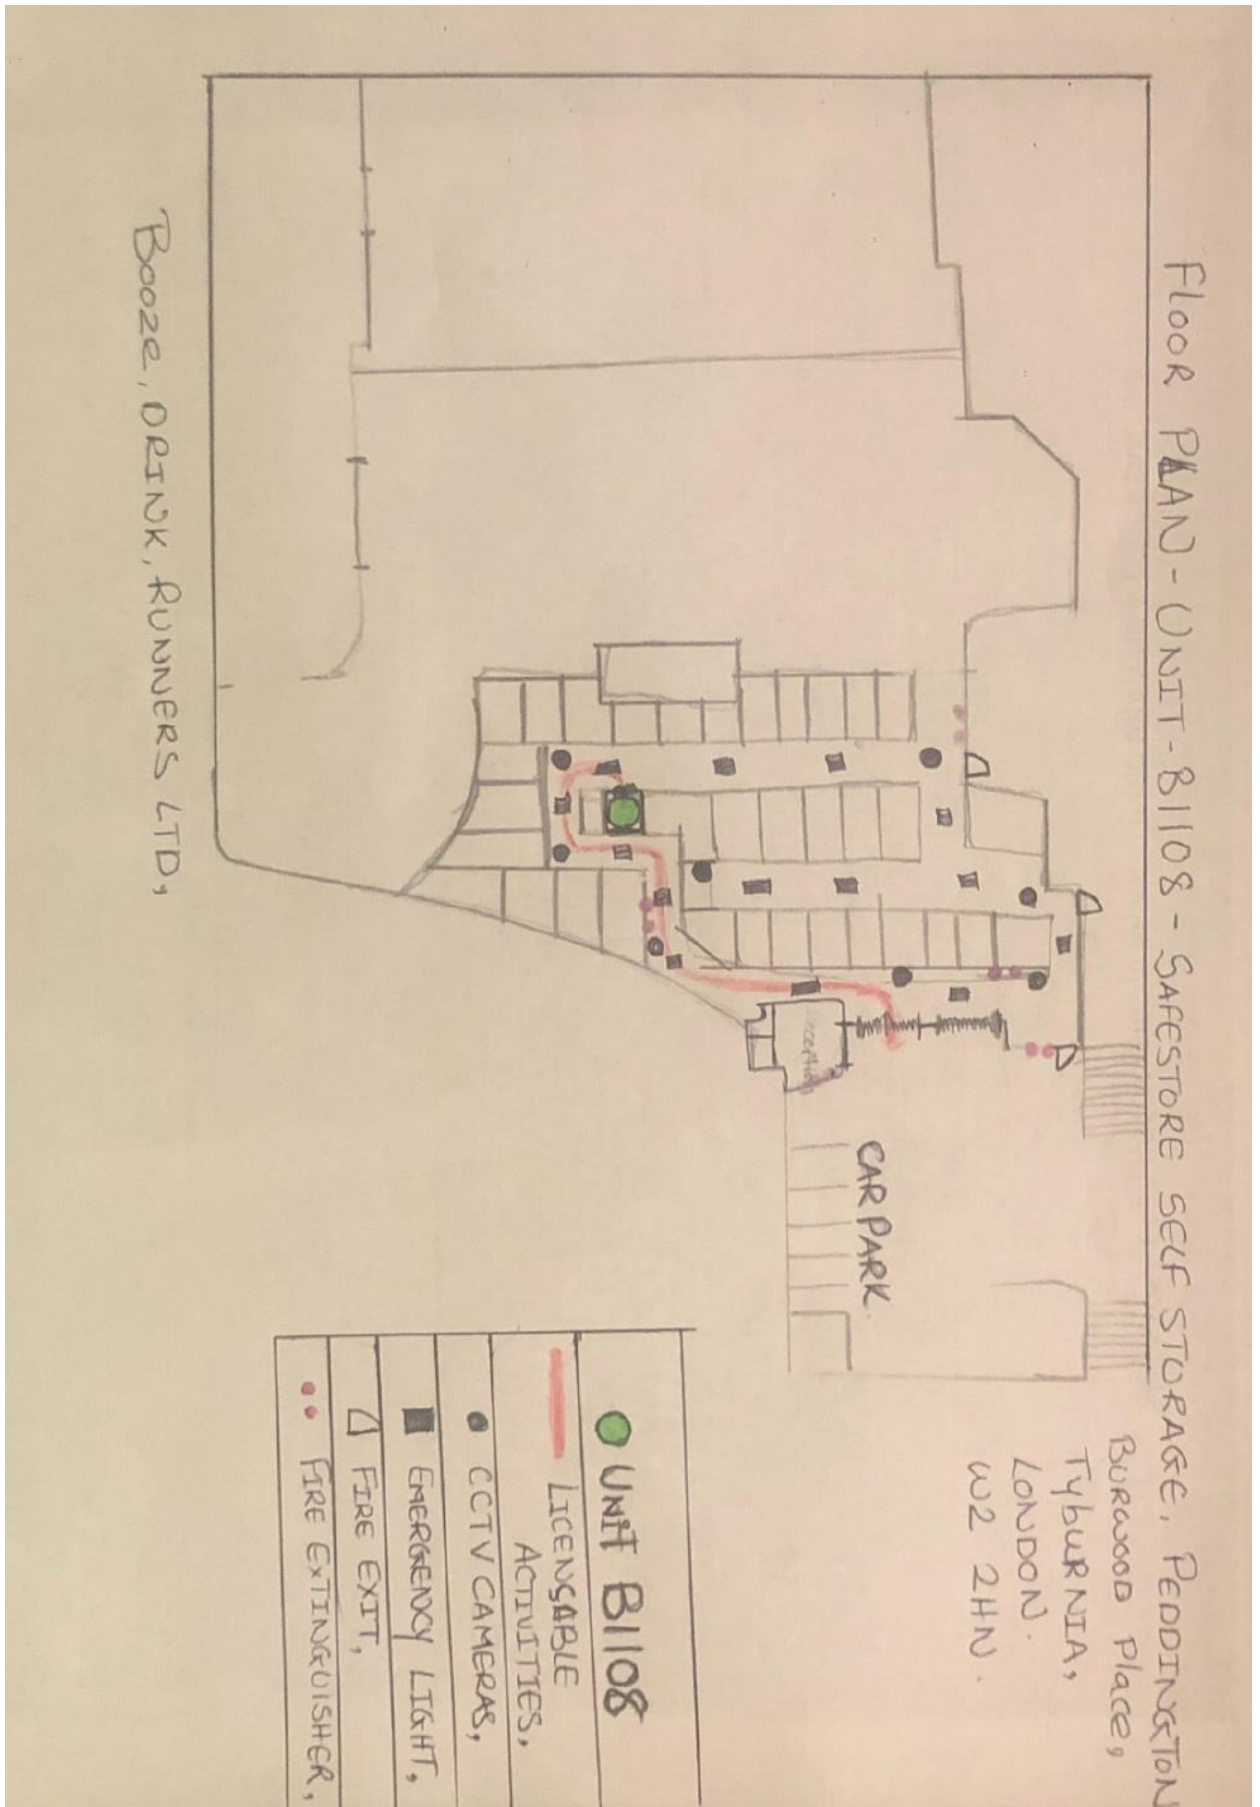 FLOOR PLAN - UNIT - B1108 - SAFESTORE SELF STORAGE, PEDDINGTON
BURWOOD Place,
TybURNIA,
LONDON.
W2 2HN.
reception
CAR PARK.
UNIT B1108
LICENSABLE
ACTIVITIES,
CCTV CAMERAS,
EMERGENCY LIGHT,
FIRE EXIT,
FIRE EXTINGUISHER,
Booze, DRINK, RUNNERS LTD,